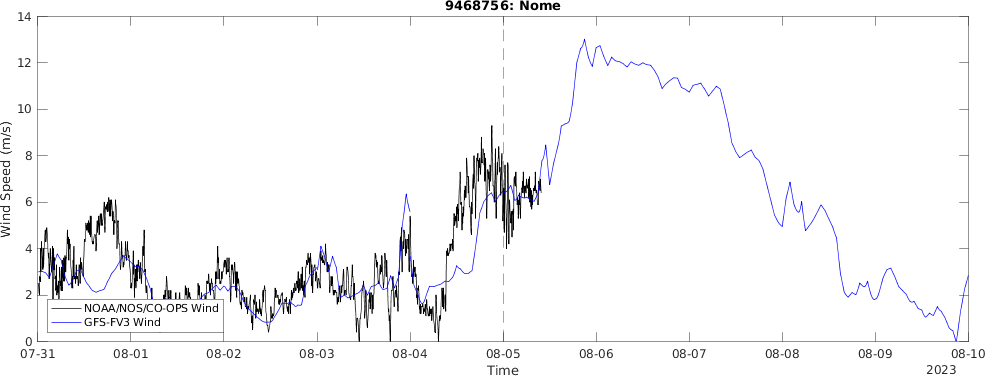 9468756: Nome
14
12
10
8
6
4
2
0
Wind Speed (m/s)
NOAA/NOS/CO-OPS Wind
GFS-FV3 Wind
07-31 08-01 08-02 08-03 08-04 08-05 08-06 08-07 08-08 08-09 08-10
Time
2023